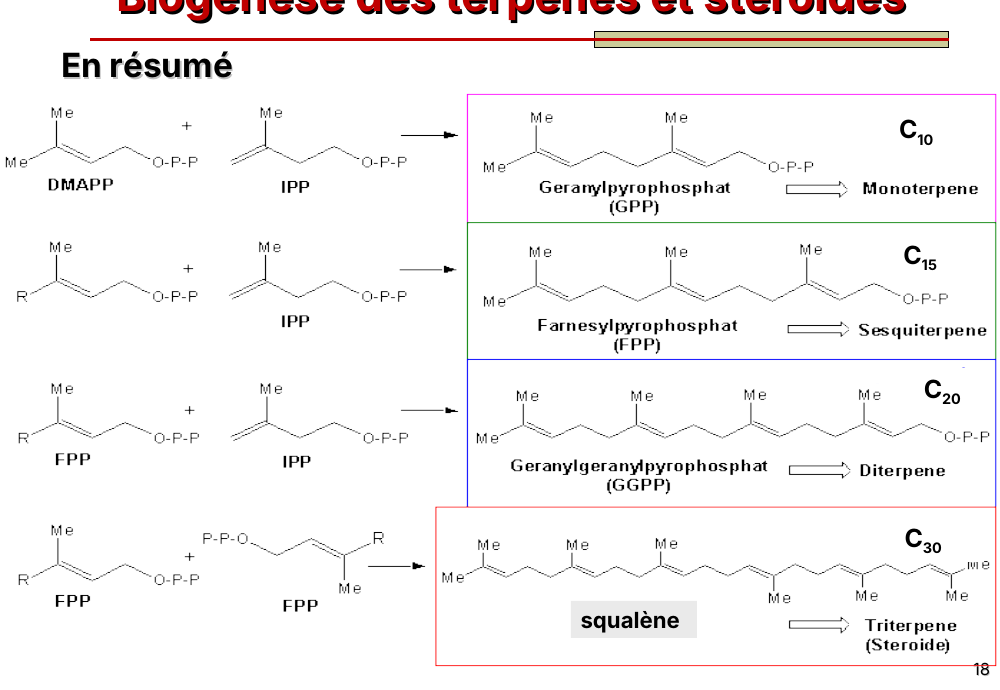 Biogénèse des terpènes et stéroïdes
En résumé
Me
Me
O-P-P
DMAPP
+
Me
O-P-P
IPP
Me
Me
Me
O-P-P
Geranylpyrophosphat
(GPP)
C10
Monoterpene
Me
R
O-P-P
+
Me
O-P-P
IPP
Me
Me
Me
Me
O-P-P
Farnesylpyrophosphat
(FPP)
C15
Sesquiterpene
Me
R
O-P-P
FPP
+
Me
O-P-P
IPP
Me
Me
Me
Me
Me
O-P-P
Geranylgeranylpyrophosphat
(GGPP)
C20
Diterpene
Me
R
O-P-P
FPP
+
P-P-O
R
Me
FPP
Me
Me
Me
Me
Me
Me
Me
Me
C30
squalène
Triterpene
(Steroide)
18